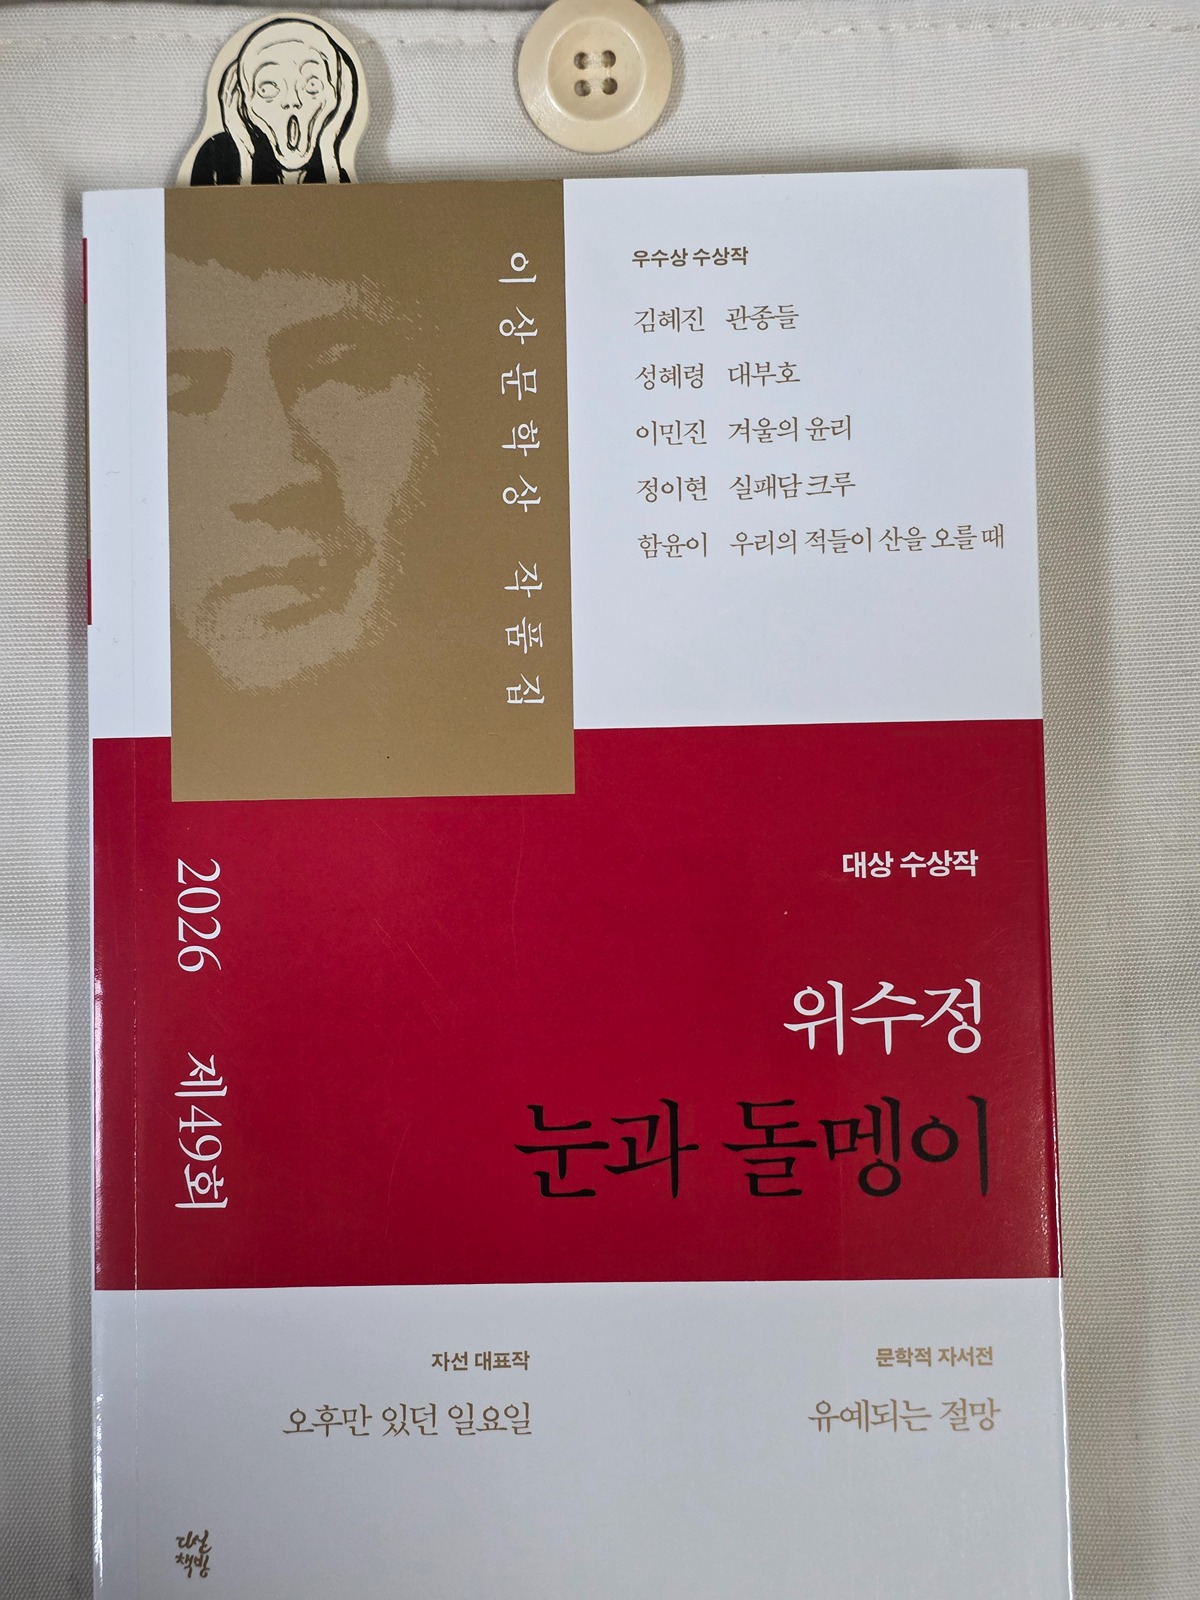 이상문학상 작품집
우수상 수상작
김혜진 관종들
성혜령 대부호
이민진 겨울의 윤리
정이현 실패담 크루
함윤이 우리의 적들이 산을 오를 때
2026 제49회
대상 수상작
위수정
눈과 돌멩이
자선 대표작
오후만 있던 일요일
문학적 자서전
유예되는 절망
다산
책방